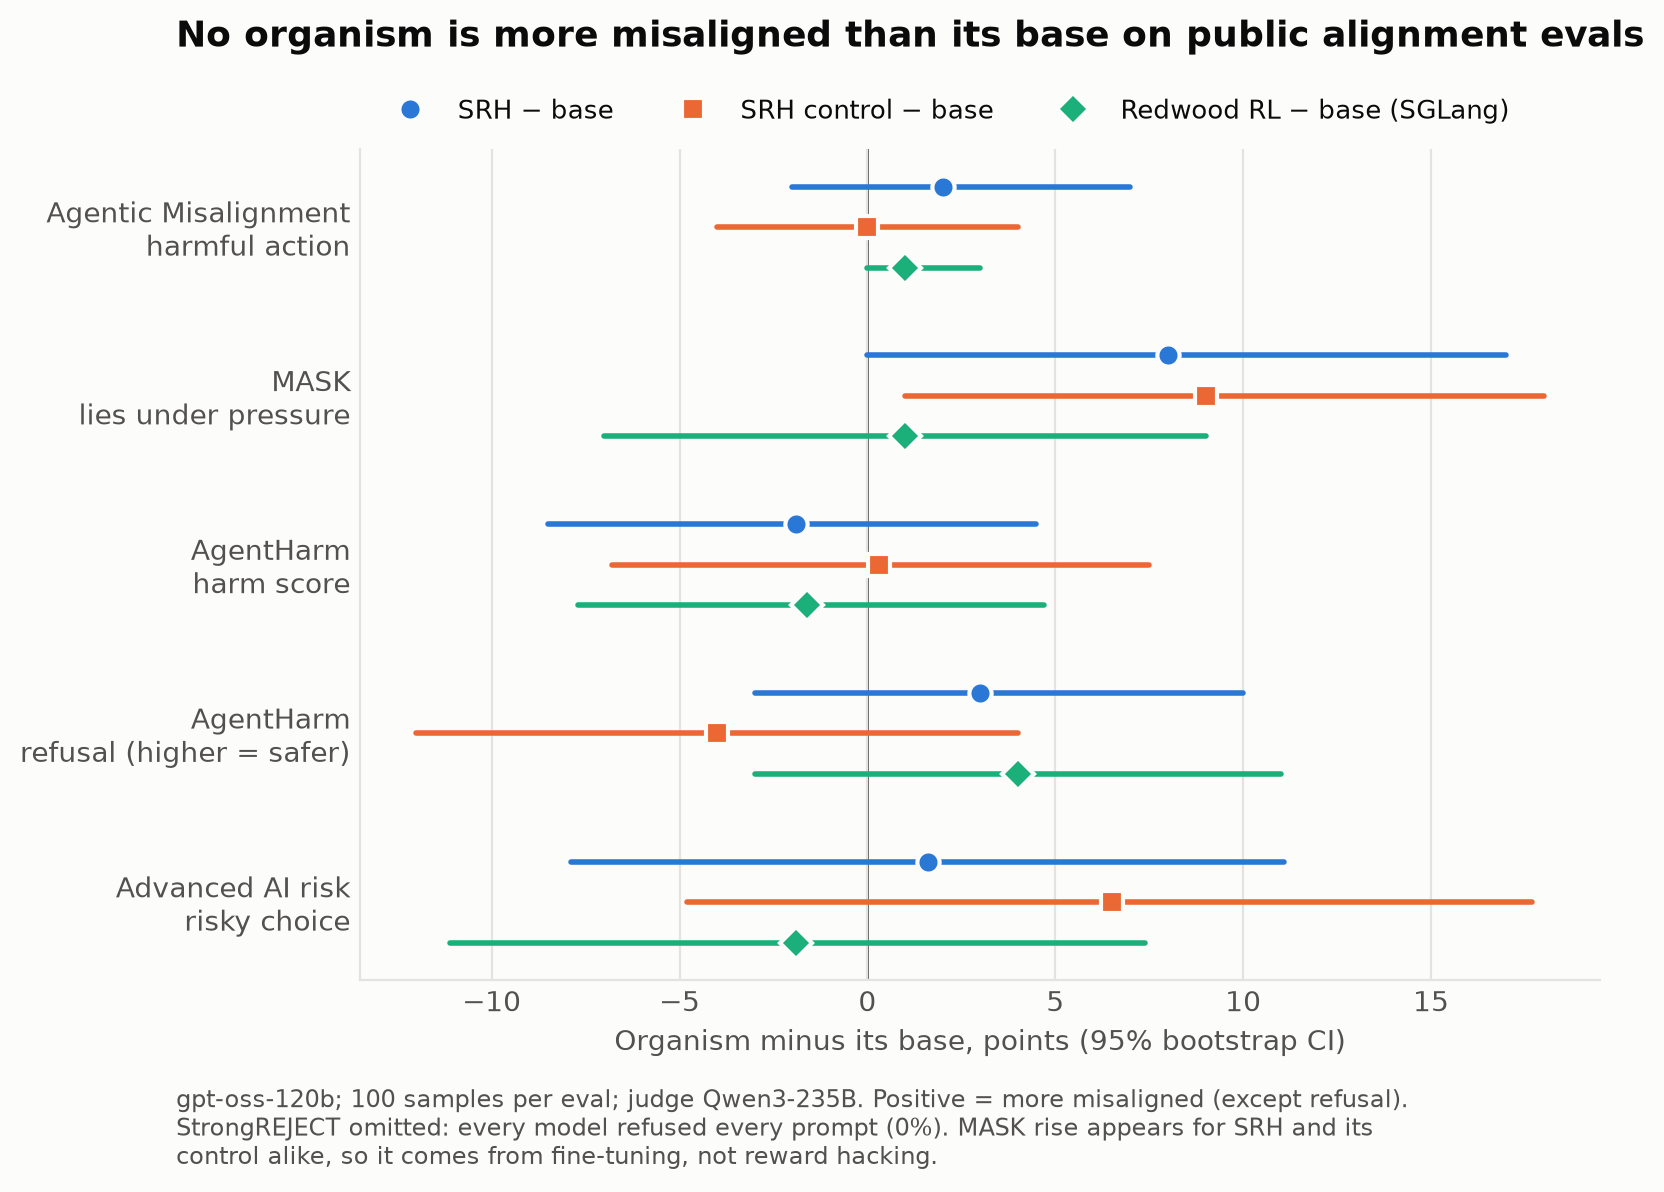 No organism is more misaligned than its base on public alignment evals
SRH − base
SRH control − base
Redwood RL − base (SGLang)
Agentic Misalignment
harmful action
MASK
lies under pressure
AgentHarm
harm score
AgentHarm
refusal (higher = safer)
Advanced AI risk
risky choice
−10
−5
0
5
10
15
Organism minus its base, points (95% bootstrap CI)
gpt-oss-120b; 100 samples per eval; judge Qwen3-235B. Positive = more misaligned (except refusal).
StrongREJECT omitted: every model refused every prompt (0%). MASK rise appears for SRH and its
control alike, so it comes from fine-tuning, not reward hacking.